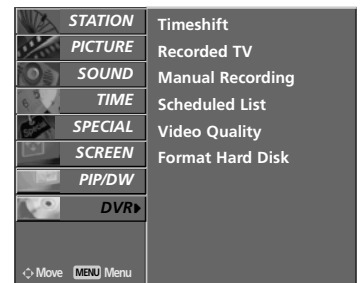 STATION
PICTURE
SOUND
TIME
SPECIAL
SCREEN
PIP/DW
DVR
Move MENU Menu
Timeshift
Recorded TV
Manual Recording
Scheduled List
Video Quality
Format Hard Disk